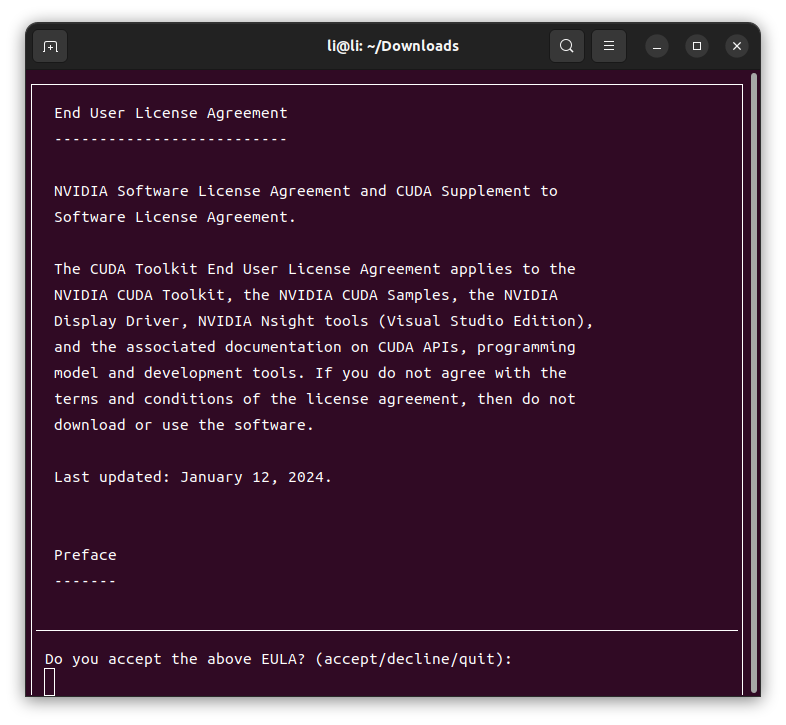 li@li: ~/Downloads
End User License Agreement
--------------------------
NVIDIA Software License Agreement and CUDA Supplement to
Software License Agreement.
The CUDA Toolkit End User License Agreement applies to the
NVIDIA CUDA Toolkit, the NVIDIA CUDA Samples, the NVIDIA
Display Driver, NVIDIA Nsight tools (Visual Studio Edition),
and the associated documentation on CUDA APIs, programming
model and development tools. If you do not agree with the
terms and conditions of the license agreement, then do not
download or use the software.
Last updated: January 12, 2024.
Preface
-------
Do you accept the above EULA? (accept/decline/quit):